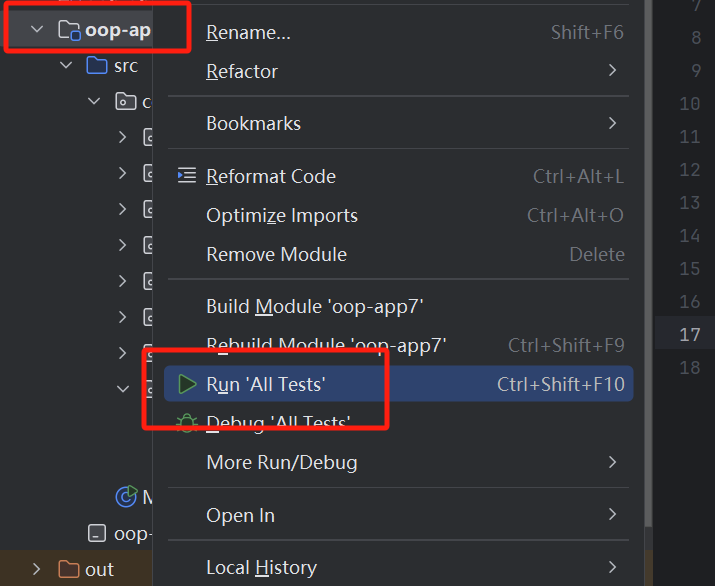 oop-ap
src
Rename... Shift+F6
Refactor
Bookmarks
Reformat Code Ctrl+Alt+L
Optimize Imports Ctrl+Alt+O
Remove Module Delete
Build Module 'oop-app7'
Rebuild Module 'oop-app7' Ctrl+Shift+F9
Run 'All Tests' Ctrl+Shift+F10
Debug 'All Tests'
More Run/Debug
Open In
Local History
oop-
out
7
8
9
10
11
12
13
14
15
16
17
18